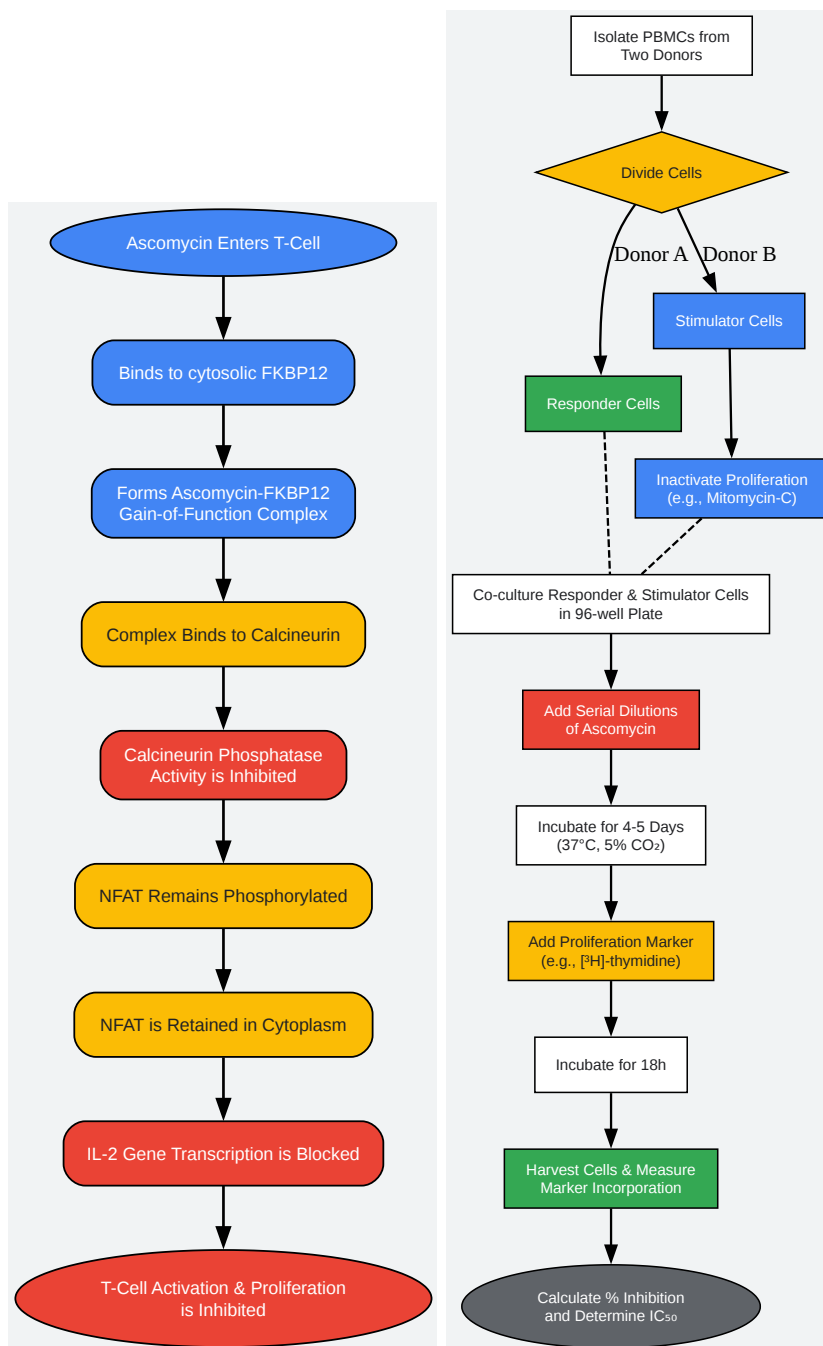 Ascomycin Enters T-Cell
Binds to cytosolic FKBP12
Forms Ascomycin-FKBP12
Gain-of-Function Complex
Complex Binds to Calcineurin
Calcineurin Phosphatase
Activity is Inhibited
NFAT Remains Phosphorylated
NFAT is Retained in Cytoplasm
IL-2 Gene Transcription is Blocked
T-Cell Activation & Proliferation
is Inhibited
Isolate PBMCs from
Two Donors
Divide Cells
Donor A
Donor B
Stimulator Cells
Responder Cells
Inactivate Proliferation
(e.g., Mitomycin-C)
Co-culture Responder & Stimulator Cells
in 96-well Plate
Add Serial Dilutions
of Ascomycin
Incubate for 4-5 Days
(37°C, 5% CO₂)
Add Proliferation Marker
(e.g., [³H]-thymidine)
Incubate for 18h
Harvest Cells & Measure
Marker Incorporation
Calculate % Inhibition
and Determine IC₅₀